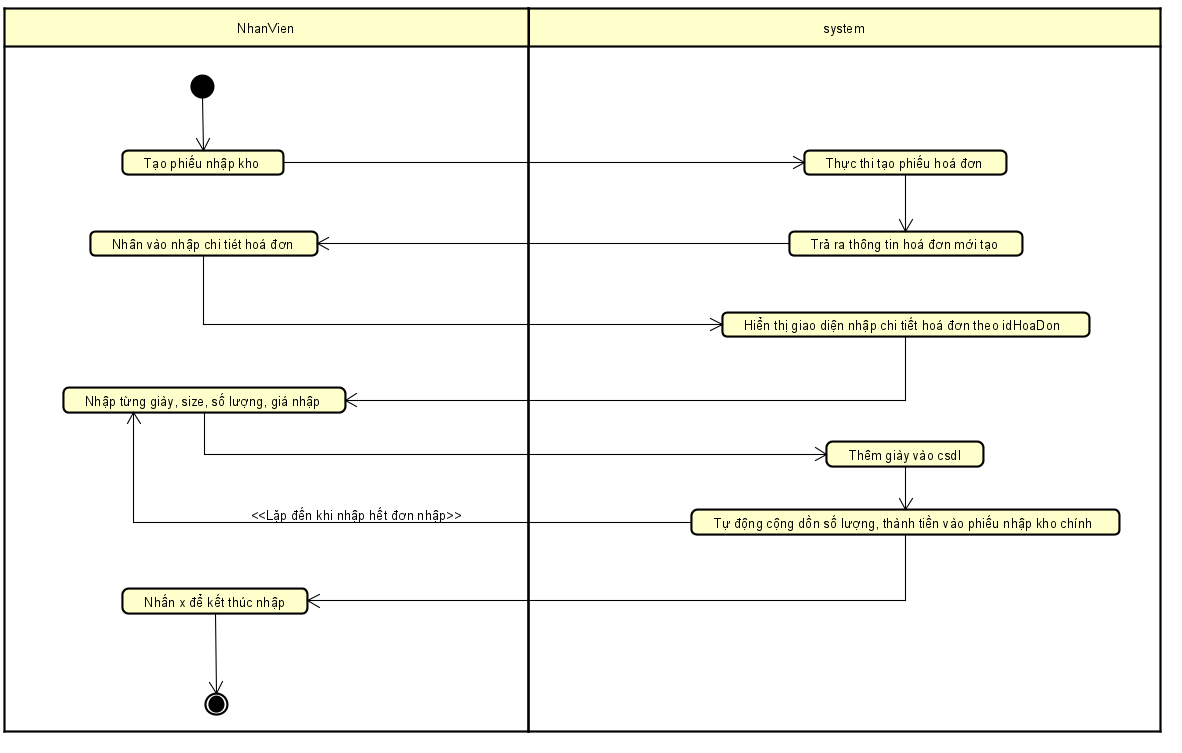 NhanVien
system
Tạo phiếu nhập kho
Thực thi tạo phiếu hoá đơn
Nhấn vào nhập chi tiét hoá đơn
Trả ra thông tin hoá đơn mới tạo
Hiển thị giao diện nhập chi tiết hoá đơn theo idHoaDon
Nhập từng giày, size, số lượng, giá nhập
Thêm giày vào csdl
<<Lặp đến khi nhập hết đơn nhập>>
Tự động cộng dồn số lượng, thành tiền vào phiếu nhập kho chính
Nhấn x để kết thúc nhập